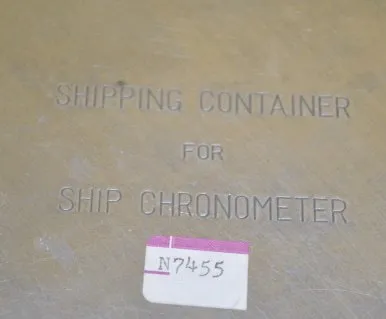 SHIPPING CONTAINER
FOR
SHIP CHRONOMETER
N7455